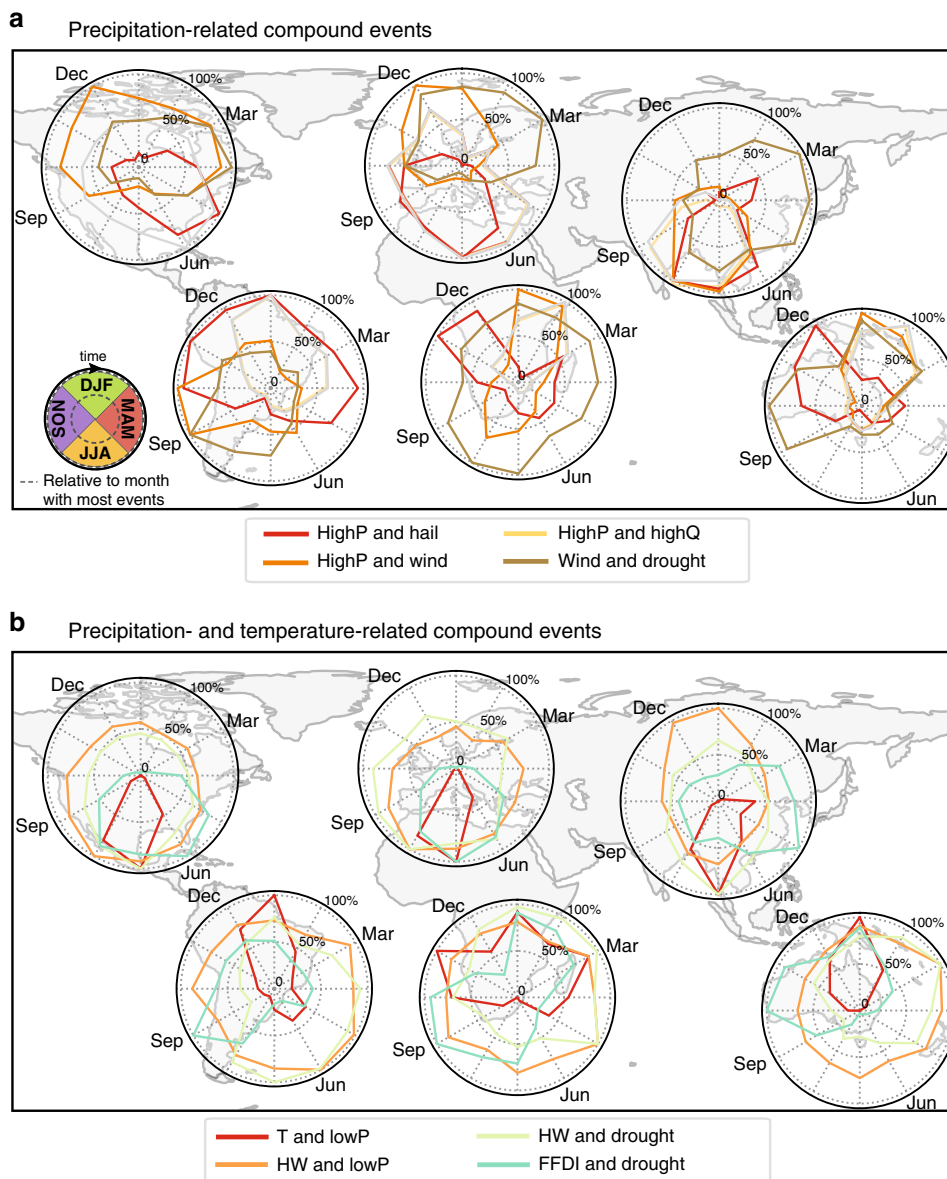 a
Precipitation-related compound events
Dec
100%
Mar
50%
0
Sep
Jun
Dec
100%
Mar
50%
0
Sep
Jun
Dec
100%
Mar
50%
0
Sep
Jun
Dec
100%
Mar
50%
0
Sep
Jun
Dec
100%
Mar
50%
0
Sep
Jun
Dec
100%
50%
0
Sep
Jun
time
DJF
MAM
JJA
SON
Relative to month
with most events
HighP and hail
HighP and highQ
HighP and wind
Wind and drought
b
Precipitation- and temperature-related compound events
Dec
100%
Mar
50%
0
Sep
Jun
Dec
100%
Mar
50%
0
Sep
Jun
Dec
100%
Mar
50%
0
Sep
Jun
Dec
100%
Mar
50%
0
Sep
Jun
Dec
100%
Mar
50%
0
Sep
Jun
Dec
100%
50%
0
Sep
Jun
T and lowP
HW and drought
HW and lowP
FFDI and drought